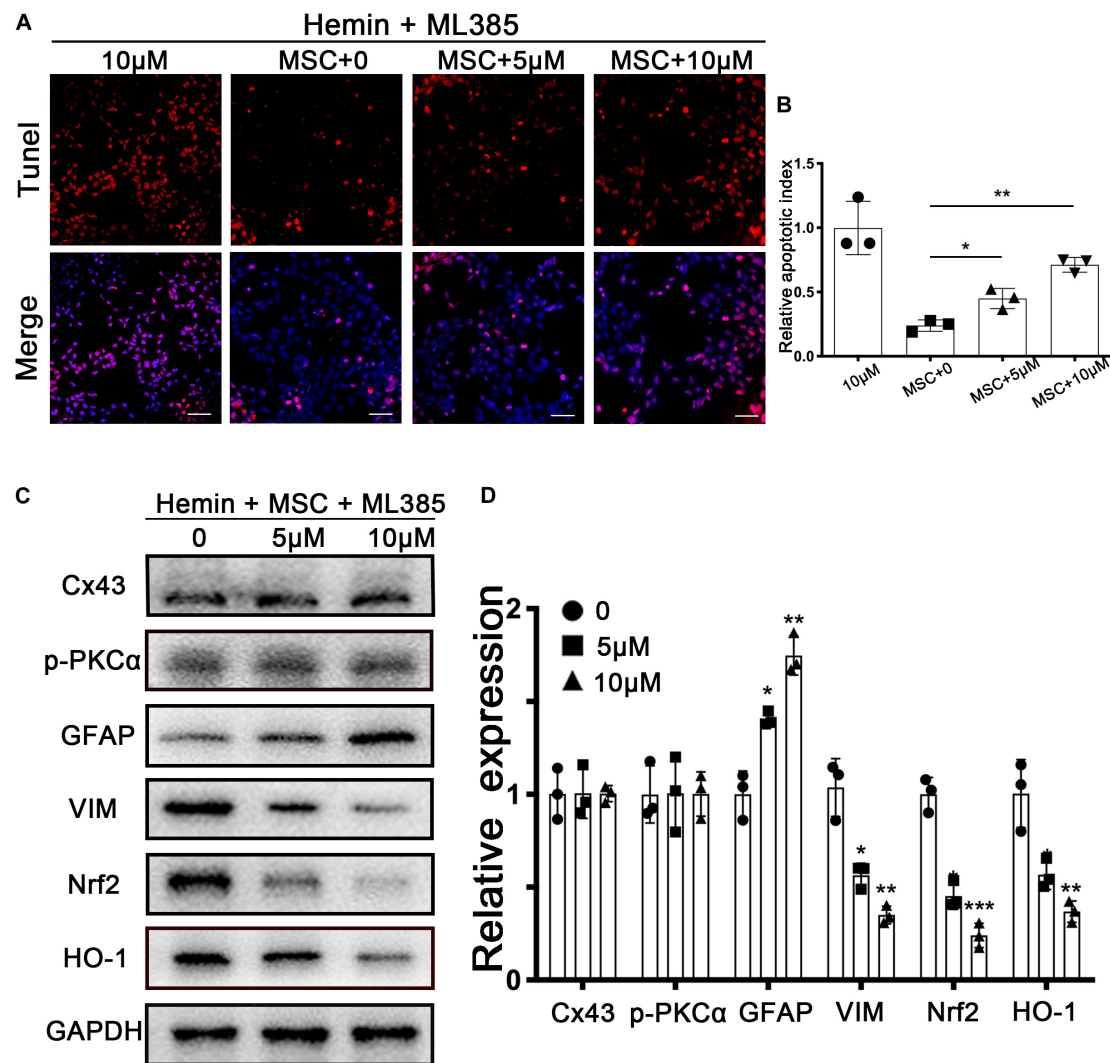 A
Hemin + ML385
10µM MSC+0 MSC+5µM MSC+10µM
Tunel
Merge
B
Relative apoptotic index
1.5
1.0
0.5
0.0
**
*
10µM MSC+0 MSC+5µM MSC+10µM
C
Hemin + MSC + ML385
0 5µM 10µM
Cx43
p-PKCα
GFAP
VIM
Nrf2
HO-1
GAPDH
D
Relative expression
2
1
0
0
5µM
10µM
* ** * ** *** **
Cx43 p-PKCα GFAP VIM Nrf2 HO-1